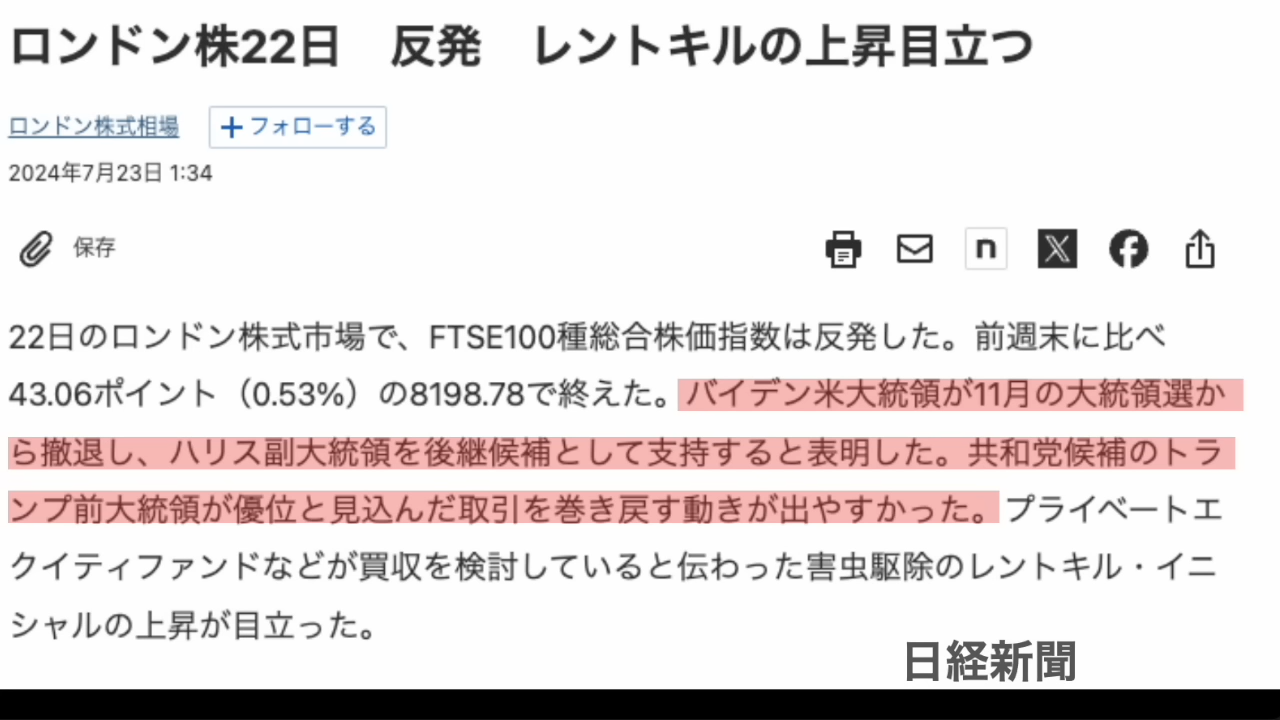 ロンドン株22日　反発　レントキルの上昇目立つ
ロンドン株式相場
＋フォローする
2024年7月23日 1:34
保存
22日のロンドン株式市場で、FTSE100種総合株価指数は反発した。前週末に比べ
43.06ポイント（0.53%）の8198.78で終えた。バイデン米大統領が11月の大統領選か
ら撤退し、ハリス副大統領を後継候補として支持すると表明した。共和党候補のトラ
ンプ前大統領が優位と見込んだ取引を巻き戻す動きが出やすかった。プライベートエ
クイティファンドなどが買収を検討していると伝わった害虫駆除のレントキル・イニ
シャルの上昇が目立った。
日経新聞